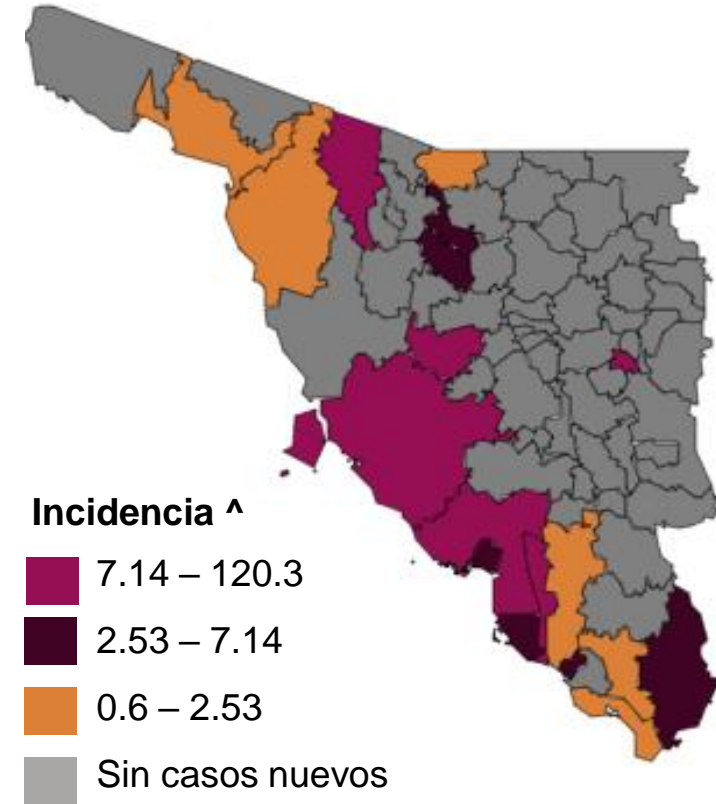 Incidencia ^
7.14 – 120.3
2.53 – 7.14
0.6 – 2.53
Sin casos nuevos